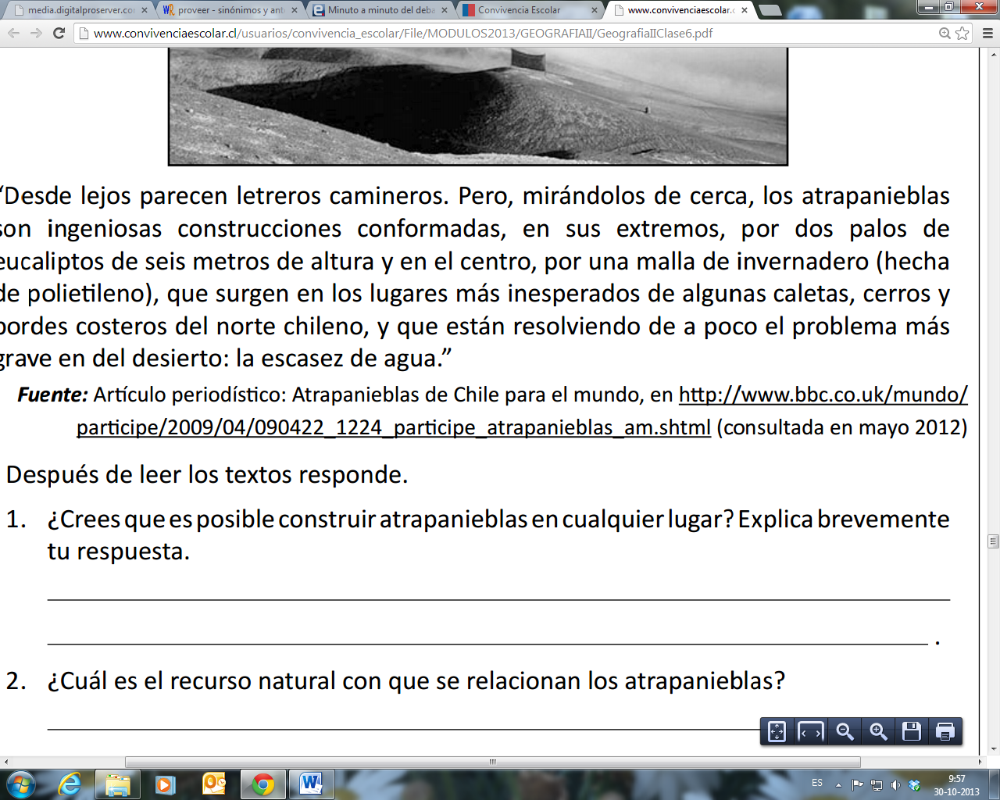 media.digitalproserver.co
proveer - sinónimos y ant
Minuto a minuto del deba
Convivencia Escolar
www.convivenciaescolar.c
www.convivenciaescolar.cl/usuarios/convivencia_escolar/File/MODULOS2013/GEOGRAFIAII/GeografiaIIClase6.pdf
“Desde lejos parecen letreros camineros. Pero, mirándolos de cerca, los atrapanieblas
son ingeniosas construcciones conformadas, en sus extremos, por dos palos de
eucaliptos de seis metros de altura y en el centro, por una malla de invernadero (hecha
de polietileno), que surgen en los lugares más inesperados de algunas caletas, cerros y
bordes costeros del norte chileno, y que están resolviendo de a poco el problema más
grave en del desierto: la escasez de agua.”
Fuente: Artículo periodístico: Atrapanieblas de Chile para el mundo, en http://www.bbc.co.uk/mundo/
participe/2009/04/090422_1224_participe_atrapanieblas_am.shtml (consultada en mayo 2012)
Después de leer los textos responde.
1. ¿Crees que es posible construir atrapanieblas en cualquier lugar? Explica brevemente
tu respuesta.
.
2. ¿Cuál es el recurso natural con que se relacionan los atrapanieblas?
ES
9:57
30-10-2013